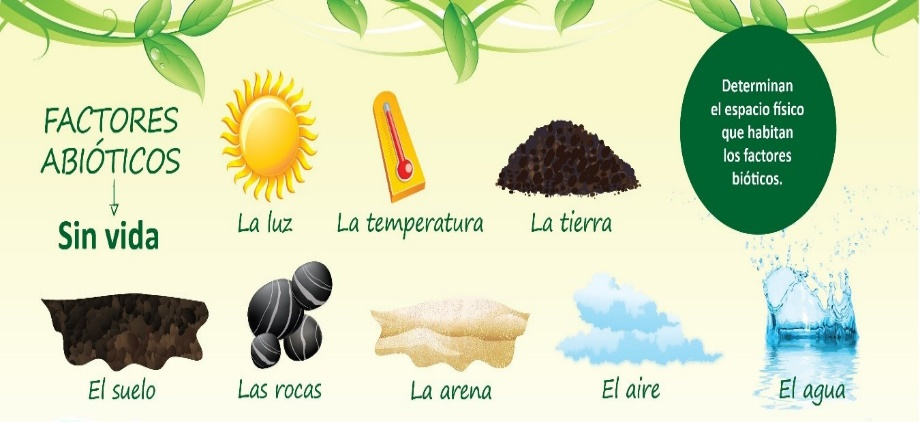 FACTORES
ABIÓTICOS
Sin vida
La luz
La temperatura
La tierra
Determinan
el espacio físico
que habitan
los factores
bióticos.
El suelo
Las rocas
La arena
El aire
El agua